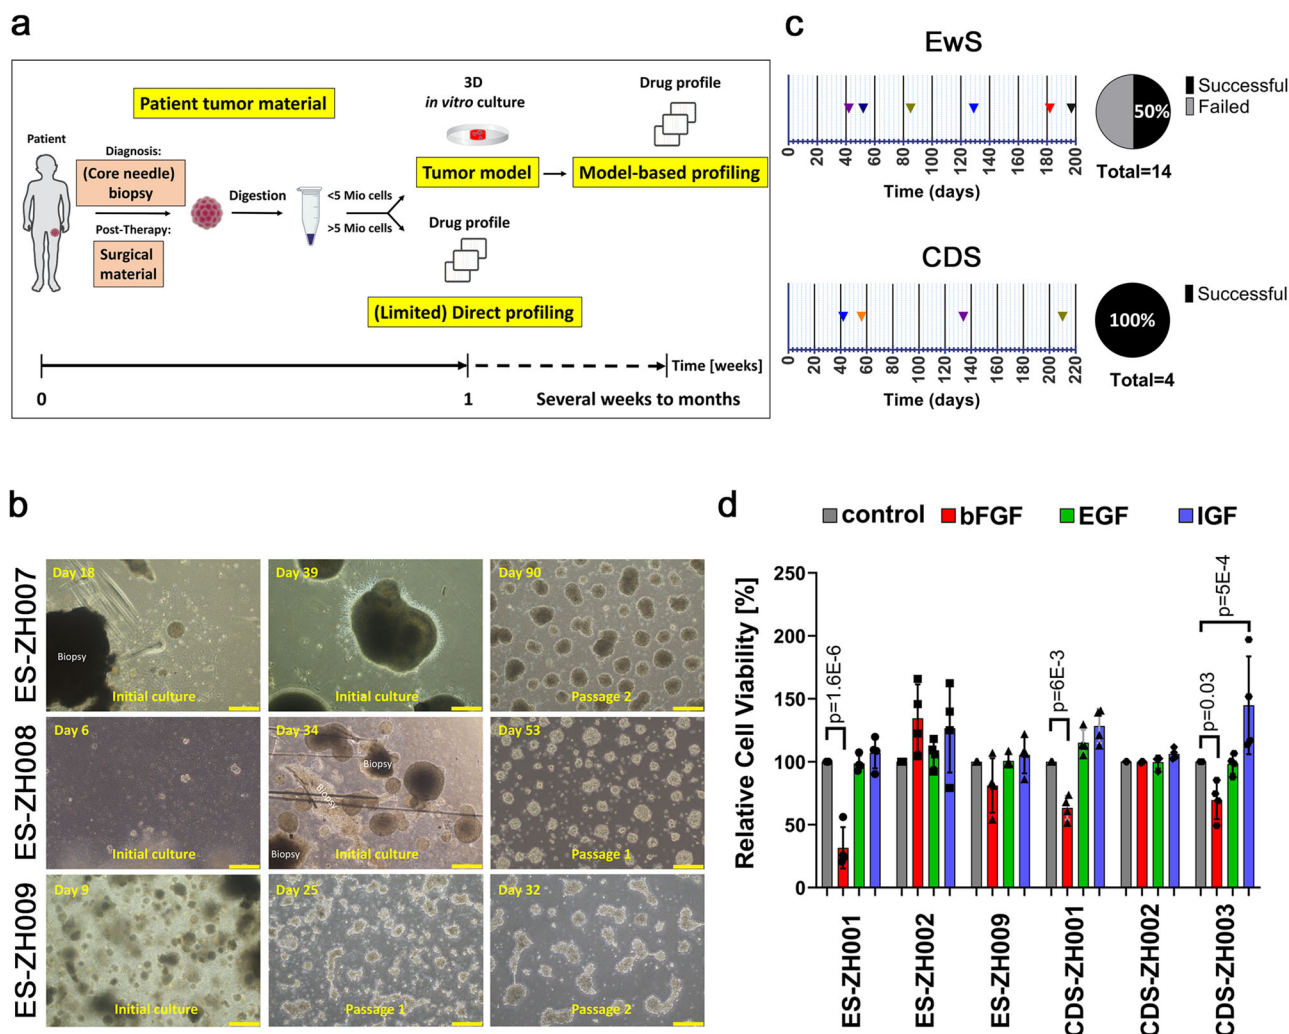 a
Patient tumor material
Patient
Diagnosis:
(Core needle)
biopsy
Post-Therapy:
Surgical
material
Digestion
<5 Mio cells
>5 Mio cells
3D
in vitro culture
Tumor model
Drug profile
Model-based profiling
Drug profile
(Limited) Direct profiling
Time [weeks]
0
1
Several weeks to months
c
EwS
0
20
40
60
80
100
120
140
160
180
200
Time (days)
50%
Successful
Failed
Total=14
CDS
0
20
40
60
80
100
120
140
160
180
200
220
Time (days)
100%
Successful
Total=4
b
ES-ZH007
Day 18
Biopsy
Initial culture
Day 39
Initial culture
Day 90
Passage 2
ES-ZH008
Day 6
Initial culture
Day 34
Biopsy
Biopsy
Biopsy
Initial culture
Day 53
Passage 1
ES-ZH009
Day 9
Initial culture
Day 25
Passage 1
Day 32
Passage 2
d
control
bFGF
EGF
IGF
Relative Cell Viability [%]
250
200
150
100
50
0
p=1.6E-6
p=6E-3
p=0.03
p=5E-4
ES-ZH001
ES-ZH002
ES-ZH009
CDS-ZH001
CDS-ZH002
CDS-ZH003